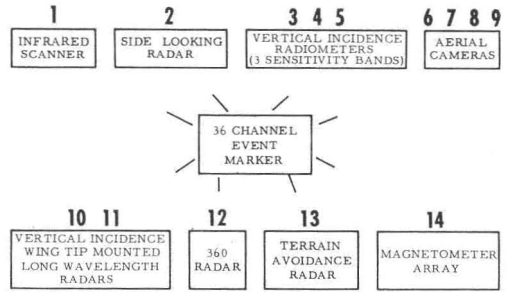 1 2 3 4 5 6 7 8 9
INFRARED
SCANNER
SIDE LOOKING
RADAR
VERTICAL INCIDENCE
RADIOMETERS
(3 SENSITIVITY BANDS)
AERIAL
CAMERAS
36 CHANNEL
EVENT
MARKER
10 11 12 13 14
VERTICAL INCIDENCE
WING TIP MOUNTED
LONG WAVELENGTH
RADARS
360
RADAR
TERRAIN
AVOIDANCE
RADAR
MAGNETOMETER
ARRAY